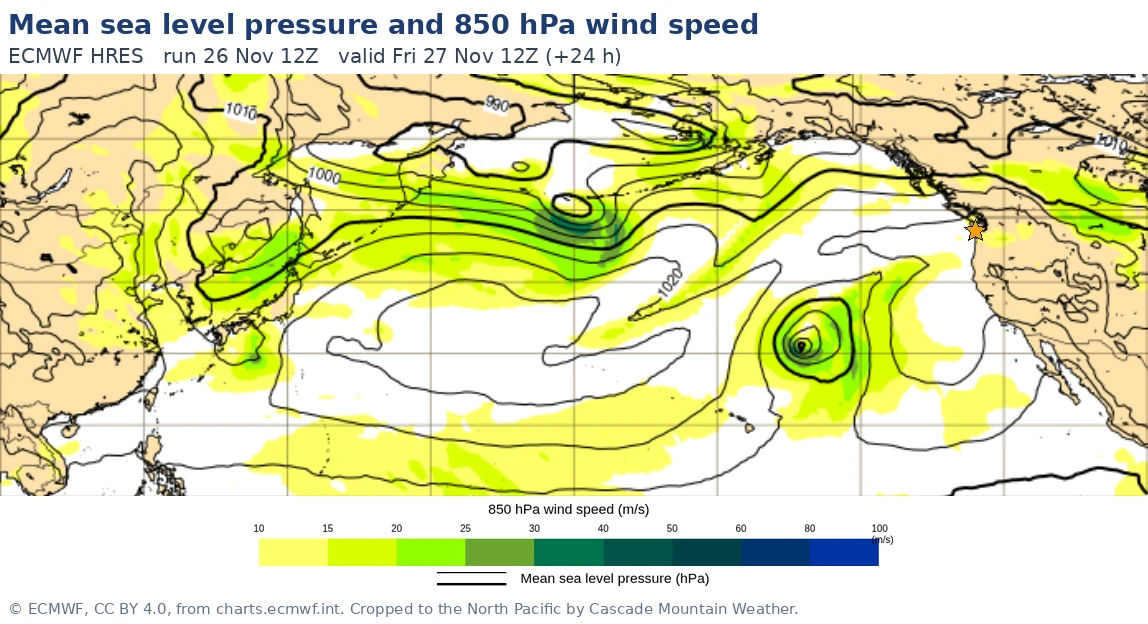 Mean sea level pressure and 850 hPa wind speed
ECMWF HRES run 26 Nov 12Z valid Fri 27 Nov 12Z (+24 h)
990
1010
1010
1000
1020
850 hPa wind speed (m/s)
10 15 20 25 30 40 50 60 80 100
(m/s)
Mean sea level pressure (hPa)
© ECMWF, CC BY 4.0, from charts.ecmwf.int. Cropped to the North Pacific by Cascade Mountain Weather.